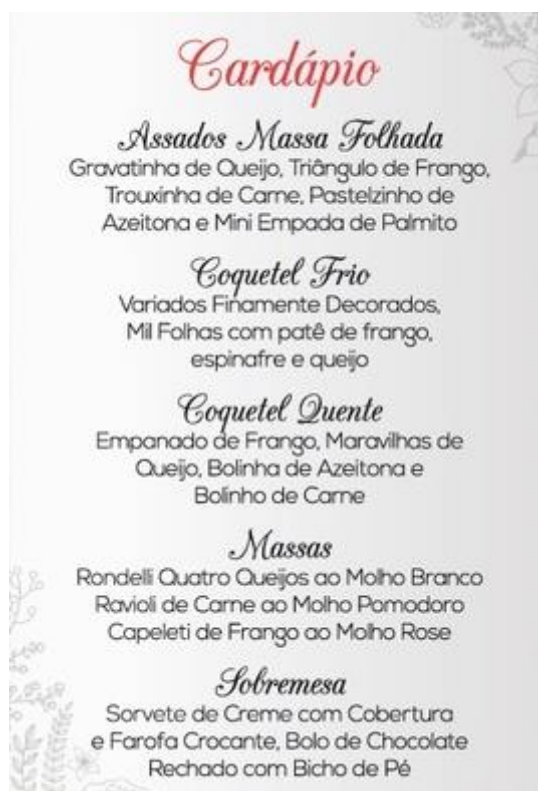 Cardápio
Assados Massa Folhada
Gravatinha de Queijo, Triângulo de Frango,
Trouxinha de Carne, Pastelzinho de
Azeitona e Mini Empada de Palmito
Coquetel Frio
Variados Finamente Decorados,
Mil Folhas com patê de frango,
espinafre e queijo
Coquetel Quente
Empanado de Frango, Maravilhas de
Queijo, Bolinha de Azeitona e
Bolinho de Carne
Massas
Rondelli Quatro Queijos ao Molho Branco
Ravioli de Carne ao Molho Pomodoro
Capeleti de Frango ao Molho Rose
Sobremesa
Sorvete de Creme com Cobertura
e Farofa Crocante, Bolo de Chocolate
Rechado com Bicho de Pé